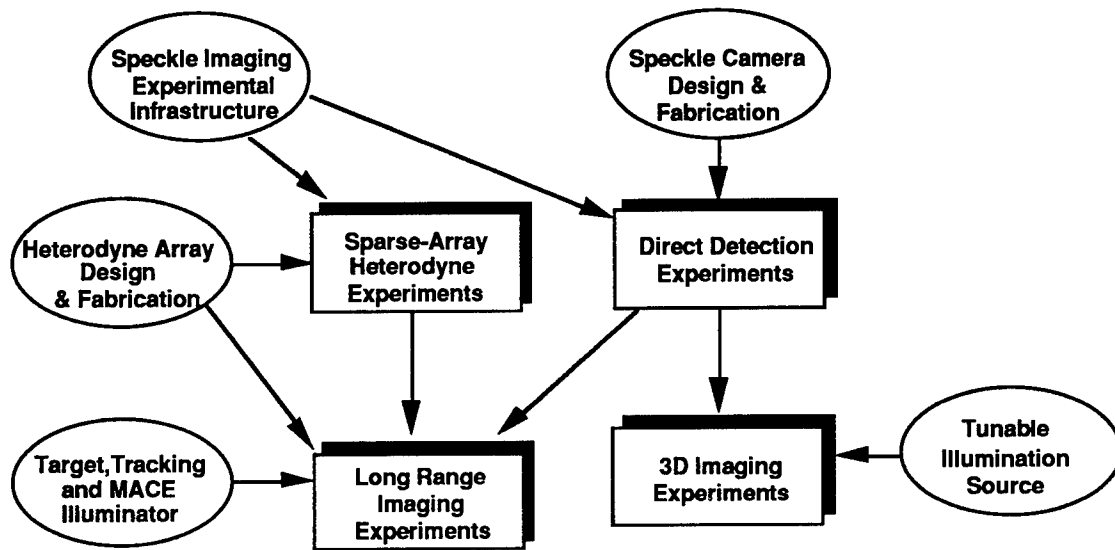 Speckle Imaging
Experimental
Infrastructure
Speckle Camera
Design &
Fabrication
Heterodyne Array
Design
& Fabrication
Sparse-Array
Heterodyne
Experiments
Direct Detection
Experiments
Target,Tracking
and MACE
Illuminator
Long Range
Imaging
Experiments
3D Imaging
Experiments
Tunable
Illumination
Source